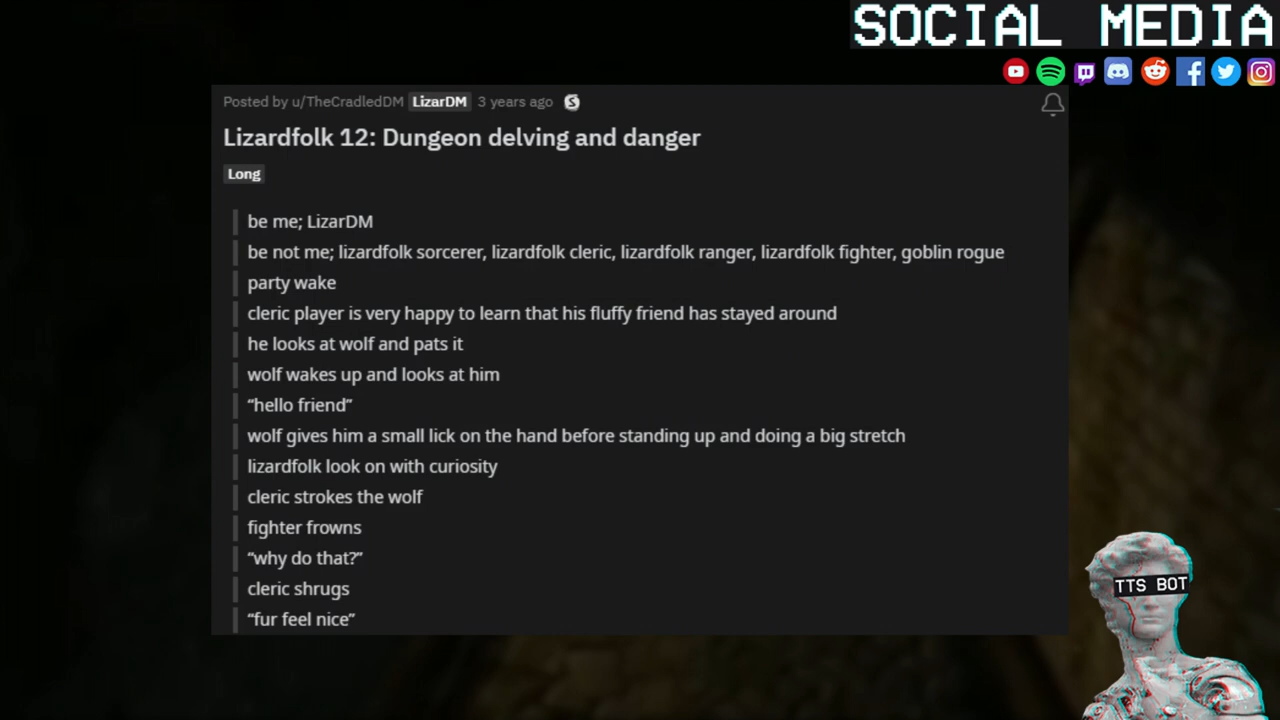 SOCIAL MEDIA
Posted by u/TheCradledDM LizarDM 3 years ago
Lizardfolk 12: Dungeon delving and danger
Long
be me; LizarDM
be not me; lizardfolk sorcerer, lizardfolk cleric, lizardfolk ranger, lizardfolk fighter, goblin rogue
party wake
cleric player is very happy to learn that his fluffy friend has stayed around
he looks at wolf and pats it
wolf wakes up and looks at him
“hello friend”
wolf gives him a small lick on the hand before standing up and doing a big stretch
lizardfolk look on with curiosity
cleric strokes the wolf
fighter frowns
“why do that?”
cleric shrugs
“fur feel nice”
TTS BOT